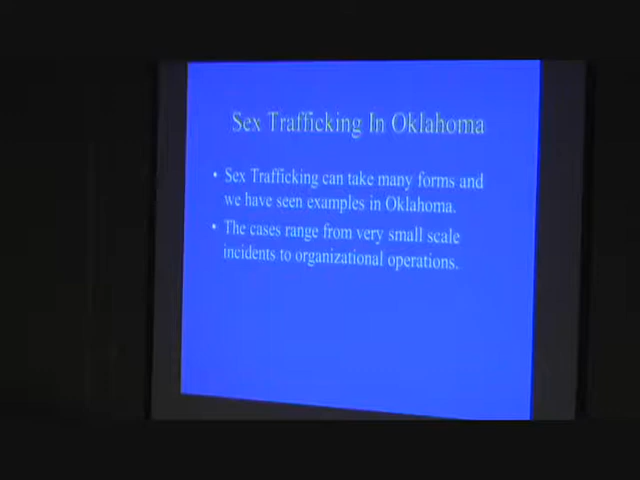 Sex Trafficking In Oklahoma
• Sex Trafficking can take many forms and
we have seen examples in Oklahoma.
• The cases range from very small scale
incidents to organizational operations.